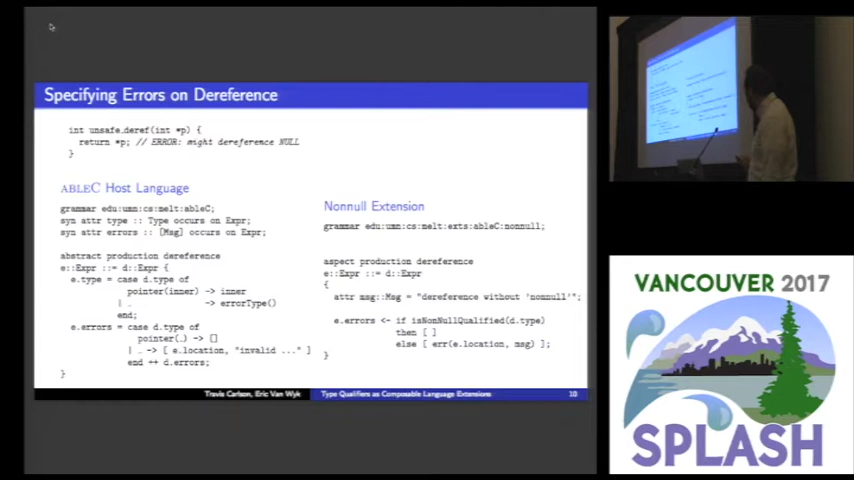 Specifying Errors on Dereference
int unsafe_deref(int *p) {
return *p; // ERROR: might dereference NULL
}
ABLEC Host Language
grammar edu:umn:cs:melt:ableC;
syn attr type :: Type occurs on Expr;
syn attr errors :: [Msg] occurs on Expr;
abstract production dereference
e::Expr ::= d::Expr {
e.type = case d.type of
pointer(inner) -> inner
| _ -> errorType()
end;
e.errors = case d.type of
pointer(_) -> []
| _ -> [ e.location, "invalid ..." ]
end ++ d.errors;
}
Nonnull Extension
grammar edu:umn:cs:melt:exts:ableC:nonnull;
aspect production dereference
e::Expr ::= d::Expr
{
attr msg::Msg = "dereference without 'nonnull'";
e.errors <- if isNonNullQualified(d.type)
then [ ]
else [ err(e.location, msg) ];
}
Travis Carlson, Eric Van Wyk
Type Qualifiers as Composable Language Extensions
10
VANCOUVER 2017
SPLASH